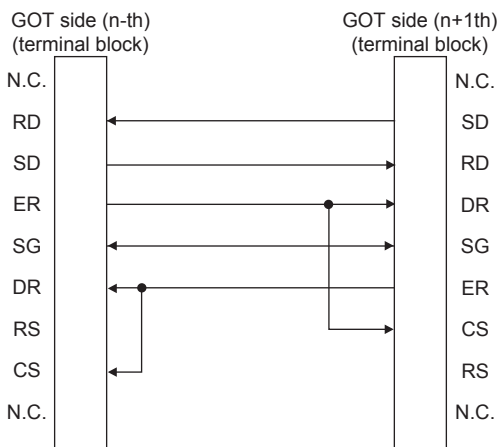 GOT side (n-th)
(terminal block)
GOT side (n+1th)
(terminal block)
N.C.
N.C.
RD
SD
SD
RD
ER
DR
SG
SG
DR
ER
RS
CS
CS
RS
N.C.
N.C.